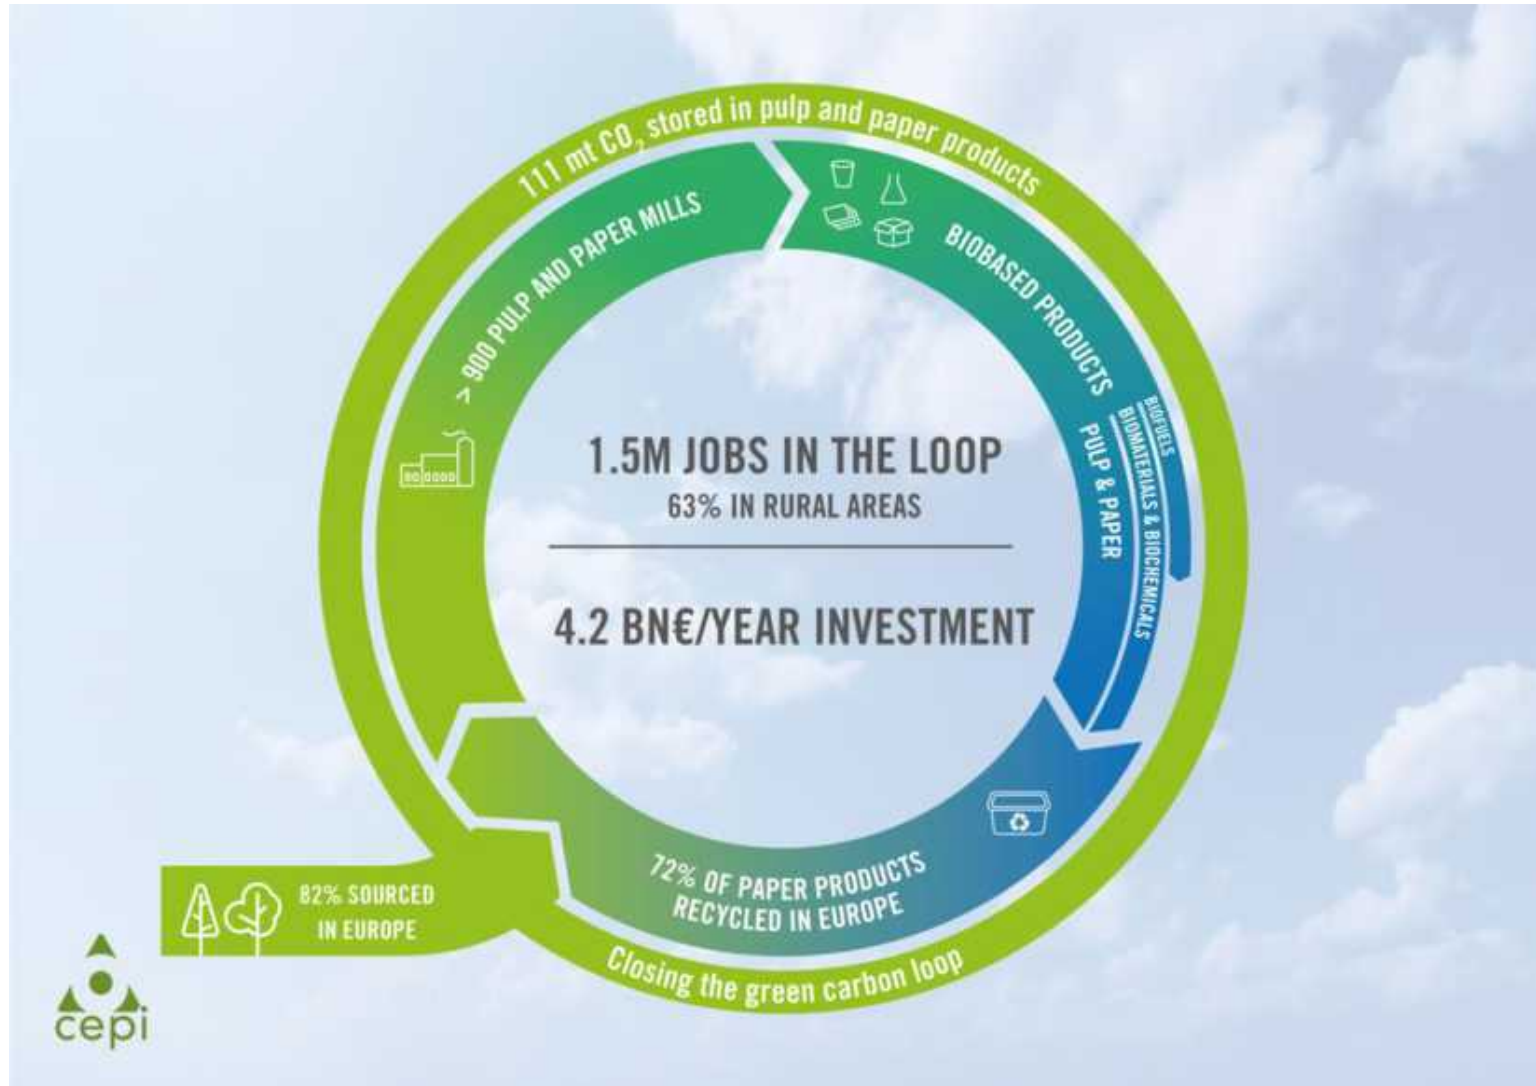 111 mt CO₂ stored in pulp and paper products
> 900 PULP AND PAPER MILLS
BIOBASED PRODUCTS
BIOFUELS
BIOMATERIALS & BIOCHEMICALS
PULP & PAPER
1.5M JOBS IN THE LOOP
63% IN RURAL AREAS
4.2 BN€/YEAR INVESTMENT
72% OF PAPER PRODUCTS
RECYCLED IN EUROPE
82% SOURCED
IN EUROPE
Closing the green carbon loop
cepi